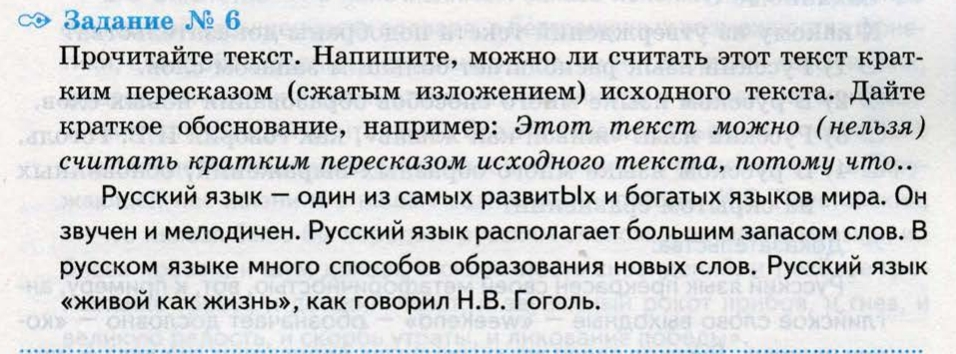 Задание № 6
Прочитайте текст. Напишите, можно ли считать этот текст крат-
ким пересказом (сжатым изложением) исходного текста. Дайте
краткое обоснование, например: Этот текст можно (нельзя)
считать кратким пересказом исходного текста, потому что...
Русский язык – один из самых развитЫх и богатых языков мира. Он
звучен и мелодичен. Русский язык располагает большим запасом слов. В
русском языке много способов образования новых слов. Русский язык
«живой как жизнь», как говорил Н.В. Гоголь.